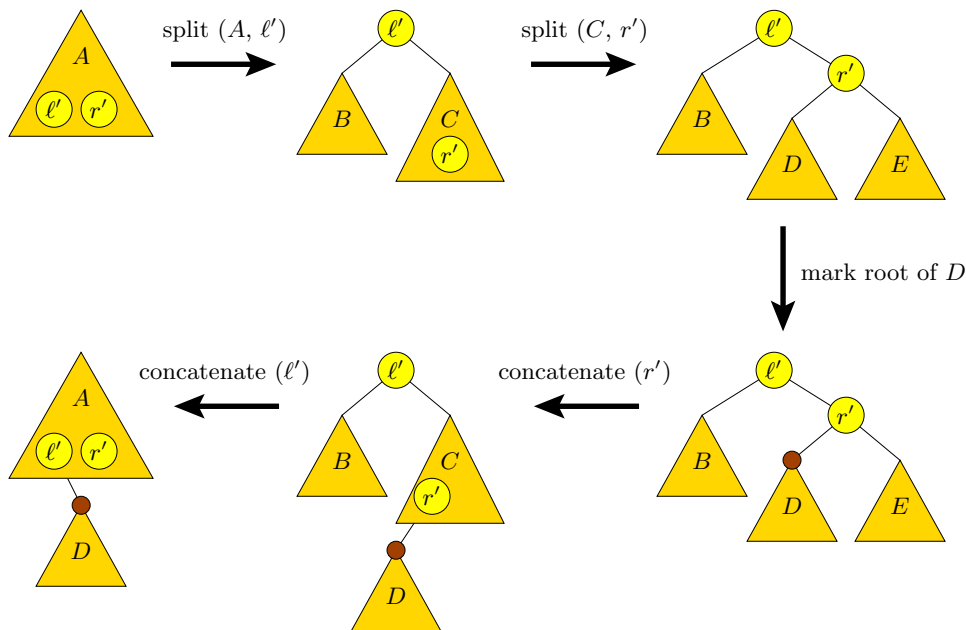 A
ℓ′ r′
split (A, ℓ′)
ℓ′
B
C
r′
split (C, r′)
ℓ′
r′
B
D
E
mark root of D
ℓ′
r′
B
D
E
concatenate (r′)
ℓ′
B
C
r′
D
concatenate (ℓ′)
A
ℓ′ r′
D